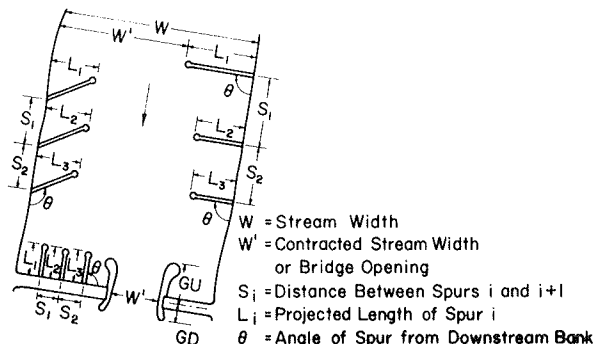 W
W'
L₁
L₁
θ
S₁
S₁
L₂
L₂
S₂
S₂
L₃
L₃
θ
θ
L₁ L₂ L₃ θ
GU
W'
S₁ S₂
GD
W = Stream Width
W' = Contracted Stream Width
or Bridge Opening
Sᵢ = Distance Between Spurs i and i+1
Lᵢ = Projected Length of Spur i
θ = Angle of Spur from Downstream Bank